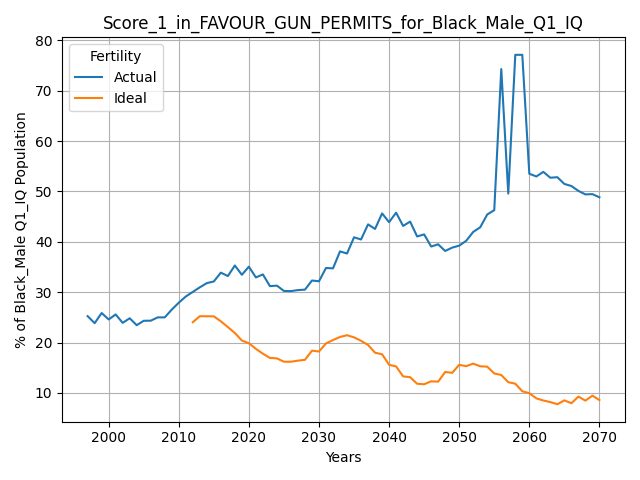 Score_1_in_FAVOUR_GUN_PERMITS_for_Black_Male_Q1_IQ
Fertility
Actual
Ideal
% of Black_Male Q1_IQ Population
80
70
60
50
40
30
20
10
2000 2010 2020 2030 2040 2050 2060 2070
Years